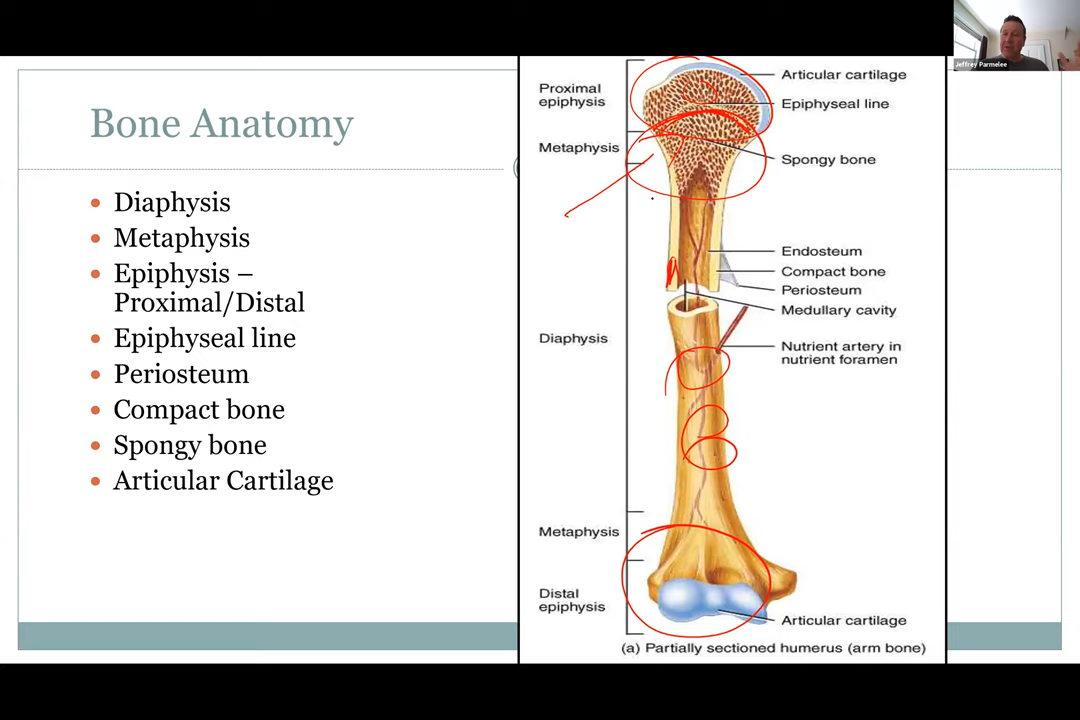 Jeffrey Parmelee
Bone Anatomy
Diaphysis
Metaphysis
Epiphysis –
Proximal/Distal
Epiphyseal line
Periosteum
Compact bone
Spongy bone
Articular Cartilage
Proximal
epiphysis
Metaphysis
Diaphysis
Metaphysis
Distal
epiphysis
Articular cartilage
Epiphyseal line
Spongy bone
Endosteum
Compact bone
Periosteum
Medullary cavity
Nutrient artery in
nutrient foramen
Articular cartilage
(a) Partially sectioned humerus (arm bone)